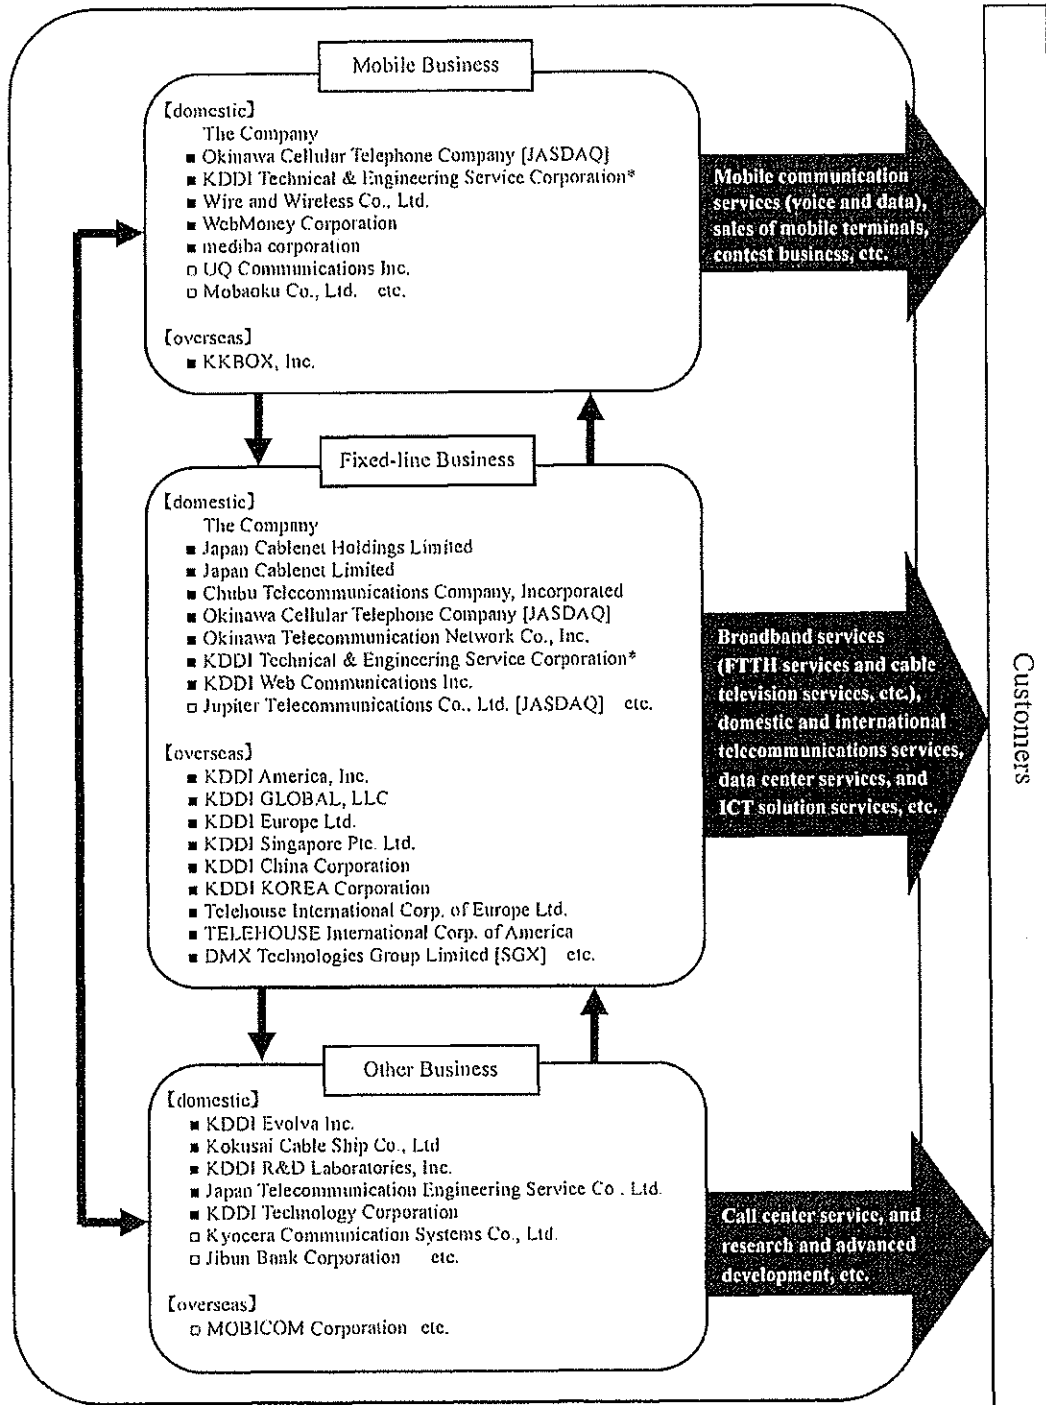 Mobile Business
【domestic】
The Company
■ Okinawa Cellular Telephone Company [JASDAQ]
■ KDDI Technical & Engineering Service Corporation*
■ Wire and Wireless Co., Ltd.
■ WebMoney Corporation
■ mediba corporation
□ UQ Communications Inc.
□ Mobaoku Co., Ltd. etc.
【overseas】
■ KKBOX, Inc.
Mobile communication
services (voice and data),
sales of mobile terminals,
contest business, etc.
Fixed-line Business
【domestic】
The Company
■ Japan Cablenet Holdings Limited
■ Japan Cablenet Limited
■ Chubu Telecommunications Company, Incorporated
■ Okinawa Cellular Telephone Company [JASDAQ]
■ Okinawa Telecommunication Network Co., Inc.
■ KDDI Technical & Engineering Service Corporation*
■ KDDI Web Communications Inc.
□ Jupiter Telecommunications Co., Ltd. [JASDAQ] etc.
【overseas】
■ KDDI America, Inc.
■ KDDI GLOBAL, LLC
■ KDDI Europe Ltd.
■ KDDI Singapore Ptc. Ltd.
■ KDDI China Corporation
■ KDDI KOREA Corporation
■ Telehouse International Corp. of Europe Ltd.
■ TELEHOUSE International Corp. of America
■ DMX Technologies Group Limited [SGX] etc.
Broadband services
(FTTH services and cable
television services, etc.),
domestic and international
telecommunications services,
data center services, and
ICT solution services, etc.
Other Business
【domestic】
■ KDDI Evolva Inc.
■ Kokusai Cable Ship Co., Ltd
■ KDDI R&D Laboratories, Inc.
■ Japan Telecommunication Engineering Service Co . Ltd.
■ KDDI Technology Corporation
□ Kyocera Communication Systems Co., Ltd.
□ Jibun Bank Corporation etc.
【overseas】
□ MOBICOM Corporation etc.
Call center service, and
research and advanced
development, etc.
Customers